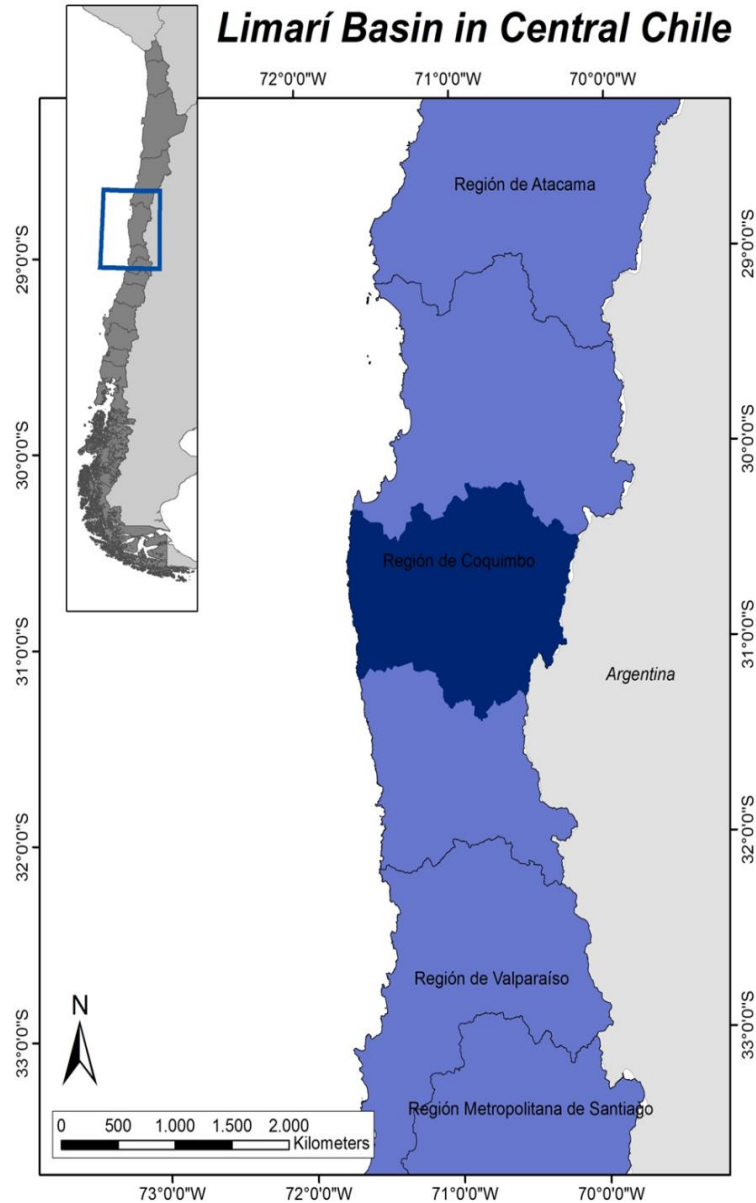 Limarí Basin in Central Chile
72°0'0"W 71°0'0"W 70°0'0"W
Región de Atacama
29°0'0"S 29°0'0"S
30°0'0"S 30°0'0"S
Región de Coquimbo
31°0'0"S 31°0'0"S
Argentina
32°0'0"S 32°0'0"S
Región de Valparaíso
N
33°0'0"S 33°0'0"S
Región Metropolitana de Santiago
0 500 1.000 1.500 2.000
Kilometers
73°0'0"W 72°0'0"W 71°0'0"W 70°0'0"W